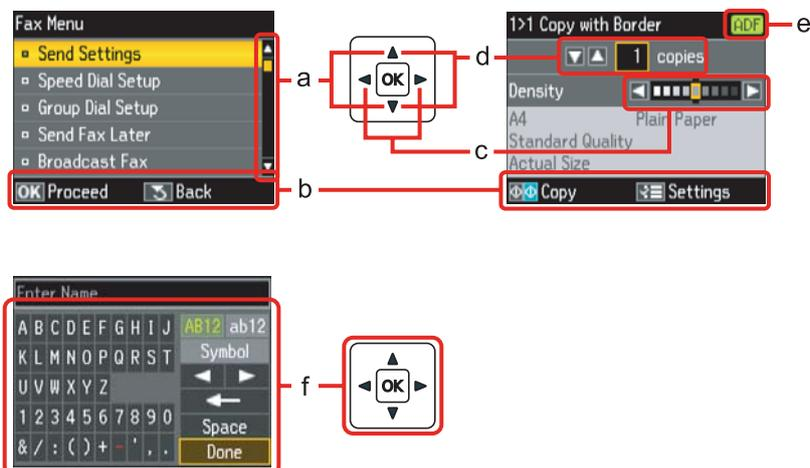 Fax Menu
Send Settings
Speed Dial Setup
Group Dial Setup
Send Fax Later
Broadcast Fax
OK Proceed Back
a
b
OK
d
c
1>1 Copy with Border ADF
e
1 copies
Density
A4 Plain Paper
Standard Quality
Actual Size
Copy Settings
Enter Name
A B C D E F G H I J AB12 ab12
K L M N O P Q R S T Symbol
U V W X Y Z
1 2 3 4 5 6 7 8 9 0 Space
& / : ( ) + - ' , . Done
f
OK